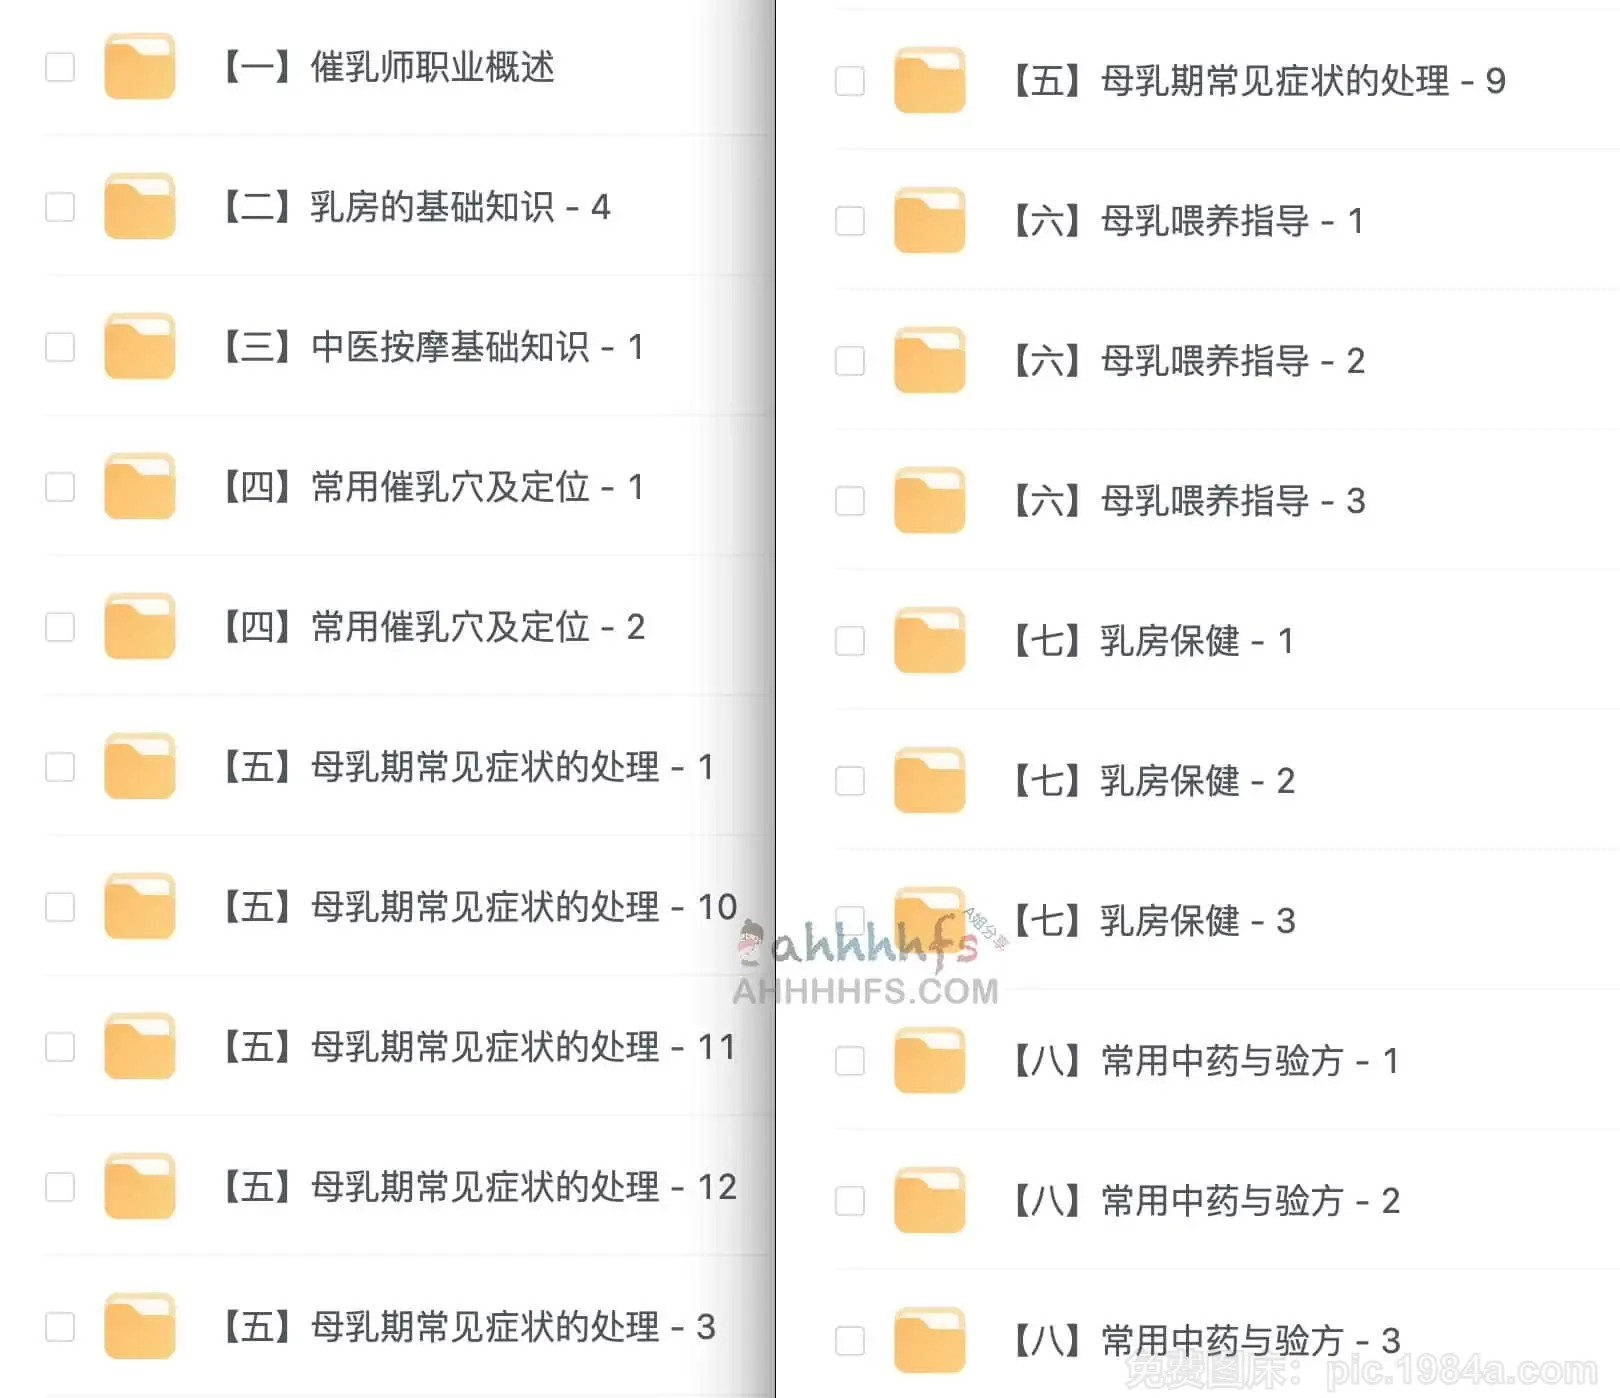 【一】催乳师职业概述
【二】乳房的基础知识 - 4
【三】中医按摩基础知识 - 1
【四】常用催乳穴及定位 - 1
【四】常用催乳穴及定位 - 2
【五】母乳期常见症状的处理 - 1
【五】母乳期常见症状的处理 - 10
【五】母乳期常见症状的处理 - 11
【五】母乳期常见症状的处理 - 12
【五】母乳期常见症状的处理 - 3
【五】母乳期常见症状的处理 - 9
【六】母乳喂养指导 - 1
【六】母乳喂养指导 - 2
【六】母乳喂养指导 - 3
【七】乳房保健 - 1
【七】乳房保健 - 2
【七】乳房保健 - 3
【八】常用中药与验方 - 1
【八】常用中药与验方 - 2
【八】常用中药与验方 - 3
ahhhhfs
A姐分享
AHHHHFS.COM
免费图床：pic.1984a.com